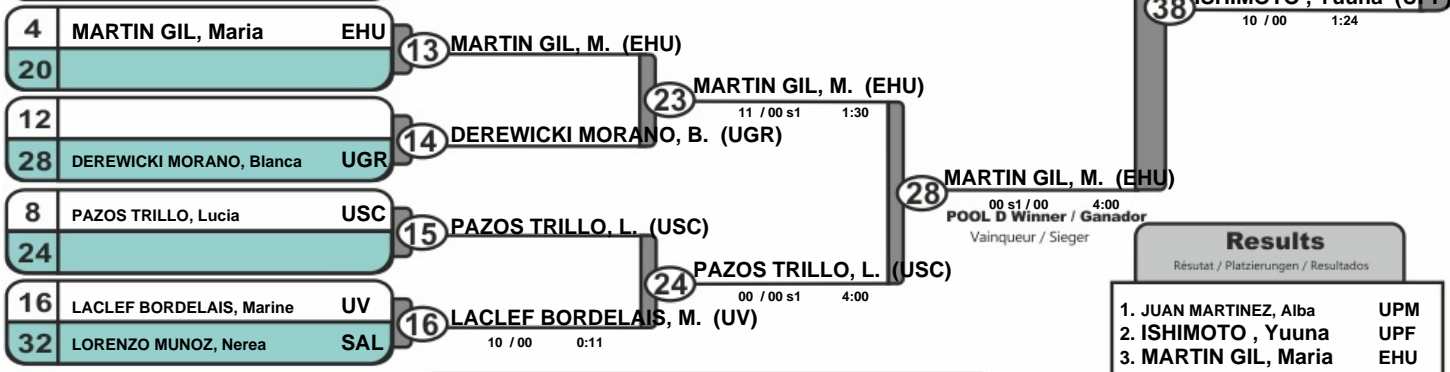 38 ISHIMOTO , Yuuna (UPF)
10 / 00 1:24
4 MARTIN GIL, Maria EHU
20
13 MARTIN GIL, M. (EHU)
23 MARTIN GIL, M. (EHU)
11 / 00 s1 1:30
12
28 DEREWICKI MORANO, Blanca UGR
14 DEREWICKI MORANO, B. (UGR)
28 MARTIN GIL, M. (EHU)
00 s1 / 00 4:00
POOL D Winner / Ganador
Vainqueur / Sieger
8 PAZOS TRILLO, Lucia USC
24
15 PAZOS TRILLO, L. (USC)
24 PAZOS TRILLO, L. (USC)
00 / 00 s1 4:00
16 LACLEF BORDELAIS, Marine UV
32 LORENZO MUNOZ, Nerea SAL
16 LACLEF BORDELAIS, M. (UV)
10 / 00 0:11
Results
Résutat / Platzierungen / Resultados
1. JUAN MARTINEZ, Alba UPM
2. ISHIMOTO , Yuuna UPF
3. MARTIN GIL, Maria EHU